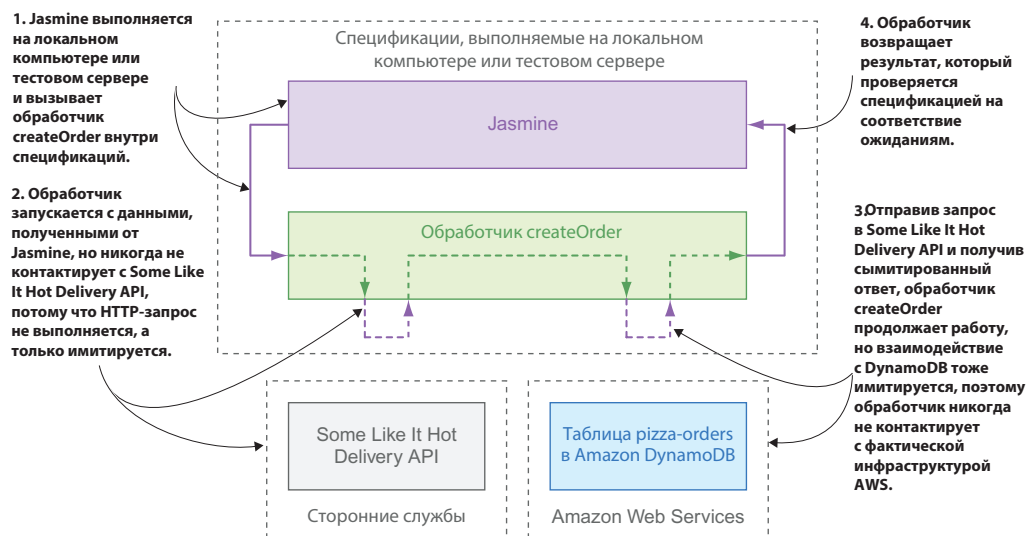 1. Jasmine выполняется
на локальном
компьютере или
тестовом сервере
и вызывает
обработчик
createOrder внутри
спецификаций.
2. Обработчик
запускается с данными,
полученными от
Jasmine, но никогда не
контактирует с Some Like
It Hot Delivery API,
потому что HTTP-запрос
не выполняется, а
только имитируется.
Спецификации, выполняемые на локальном
компьютере или тестовом сервере
Jasmine
Обработчик createOrder
Some Like It Hot
Delivery API
Сторонние службы
Таблица pizza-orders
в Amazon DynamoDB
Amazon Web Services
4. Обработчик
возвращает
результат, который
проверяется
спецификацией на
соответствие
ожиданиям.
3.Отправив запрос
в Some Like It Hot
Delivery API и получив
сымитированный
ответ, обработчик
createOrder
продолжает работу,
но взаимодействие
с DynamoDB тоже
имитируется, поэтому
обработчик никогда
не контактирует
с фактической
инфраструктурой
AWS.